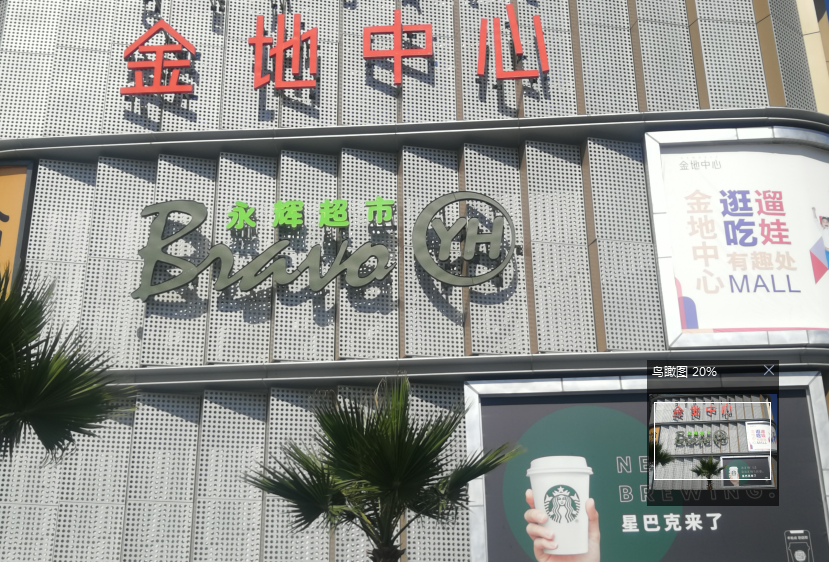 金地中心
永辉超市
Bravo YH
金地中心
金地中心
逛吃
遛娃
有趣处
MALL
鸟瞰图 20%
NE
BREWING.
星巴克来了